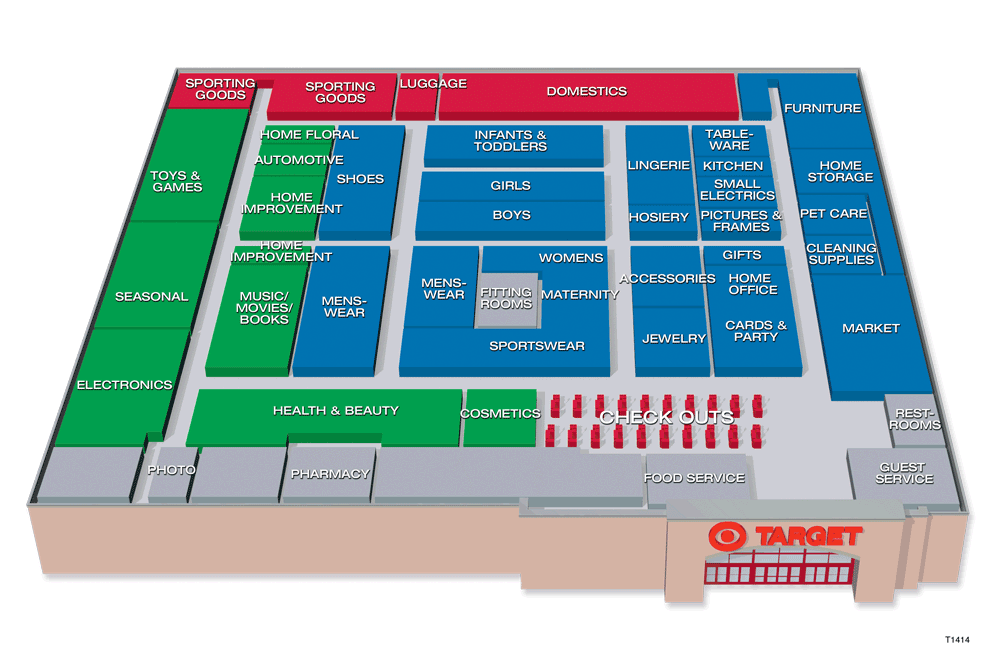 SPORTING
GOODS
SPORTING
GOODS
LUGGAGE
DOMESTICS
FURNITURE
HOME FLORAL
AUTOMOTIVE
HOME
IMPROVEMENT
SHOES
INFANTS &
TODDLERS
GIRLS
BOYS
LINGERIE
HOSIERY
TABLE-
WARE
KITCHEN
SMALL
ELECTRICS
PICTURES &
FRAMES
HOME
STORAGE
PET CARE
CLEANING
SUPPLIES
TOYS &
GAMES
SEASONAL
HOME
IMPROVEMENT
MUSIC/
MOVIES/
BOOKS
MENS-
WEAR
MENS-
WEAR
WOMENS
FITTING
ROOMS
MATERNITY
SPORTSWEAR
ACCESSORIES
JEWELRY
GIFTS
HOME
OFFICE
CARDS &
PARTY
MARKET
ELECTRONICS
HEALTH & BEAUTY
COSMETICS
CHECK OUTS
REST-
ROOMS
PHOTO
PHARMACY
FOOD SERVICE
GUEST
SERVICE
TARGET
T1414